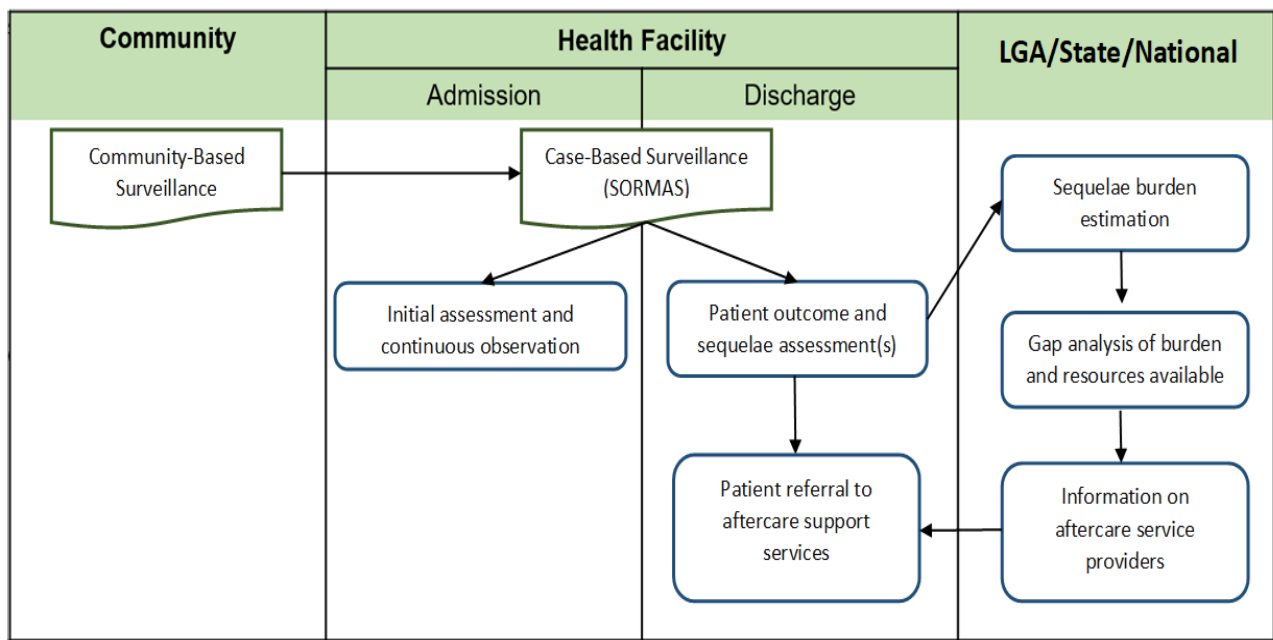 Community
Health Facility
LGA/State/National
Admission
Discharge
Community-Based
Surveillance
Case-Based Surveillance
(SORMAS)
Initial assessment and
continuous observation
Patient outcome and
sequelae assessment(s)
Patient referral to
aftercare support
services
Sequelae burden
estimation
Gap analysis of burden
and resources available
Information on
aftercare service
providers